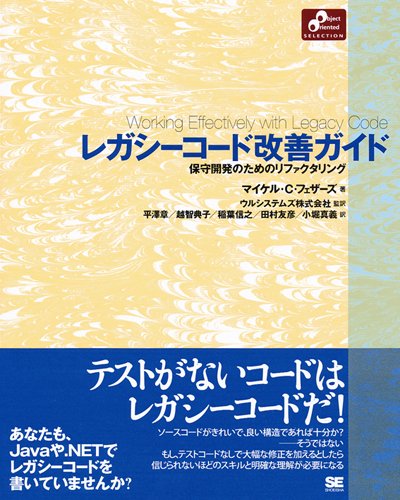 Object
Oriented
SELECTION
Working Effectively with Legacy Code
レガシーコード改善ガイド
保守開発のためのリファクタリング
マイケル・C・フェザーズ 著
ウルシステムズ株式会社 監訳
平澤章／越智典子／稲葉信之／田村友彦／小堀真義 訳
テストがないコードは
レガシーコードだ！
ソースコードがきれいで、良い構造であれば十分か？
──そうではない
もし、テストコードなしで大幅な修正を加えるとしたら
信じられないほどのスキルと明確な理解が必要になる
あなたも、
Javaや.NETで
レガシーコードを
書いていませんか？
SE
SHOEISHA